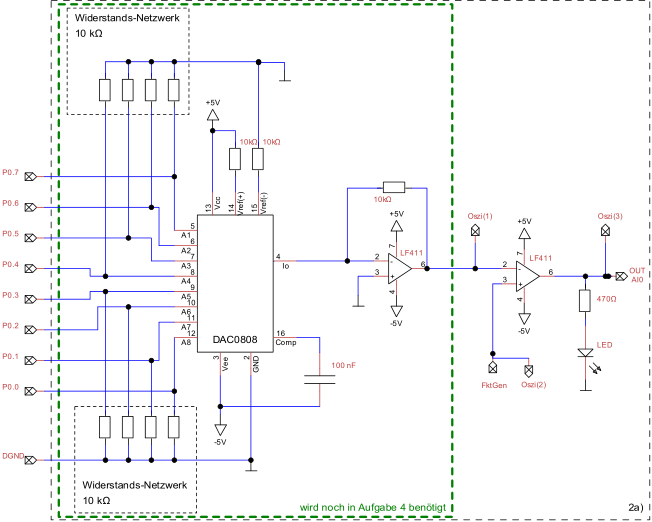 Widerstands-Netzwerk
10 kΩ
+5V
10kΩ
10kΩ
P0.7
P0.6
P0.5
P0.4
P0.3
P0.2
P0.1
P0.0
DGND
13
Vcc
14
Vref(+)
15
Vref(-)
5
A1
6
A2
7
A3
8
A4
9
A5
10
A6
11
A7
12
A8
4
Io
DAC0808
16
Comp
3
Vee
2
GND
100 nF
-5V
10kΩ
+5V
7
LF411
2
-
3
+
6
4
-5V
Oszi(1)
+5V
7
LF411
2
-
3
+
6
4
-5V
FktGen
Oszi(2)
Oszi(3)
OUT
AI0
470Ω
LED
Widerstands-Netzwerk
10 kΩ
wird noch in Aufgabe 4 benötigt
2a)